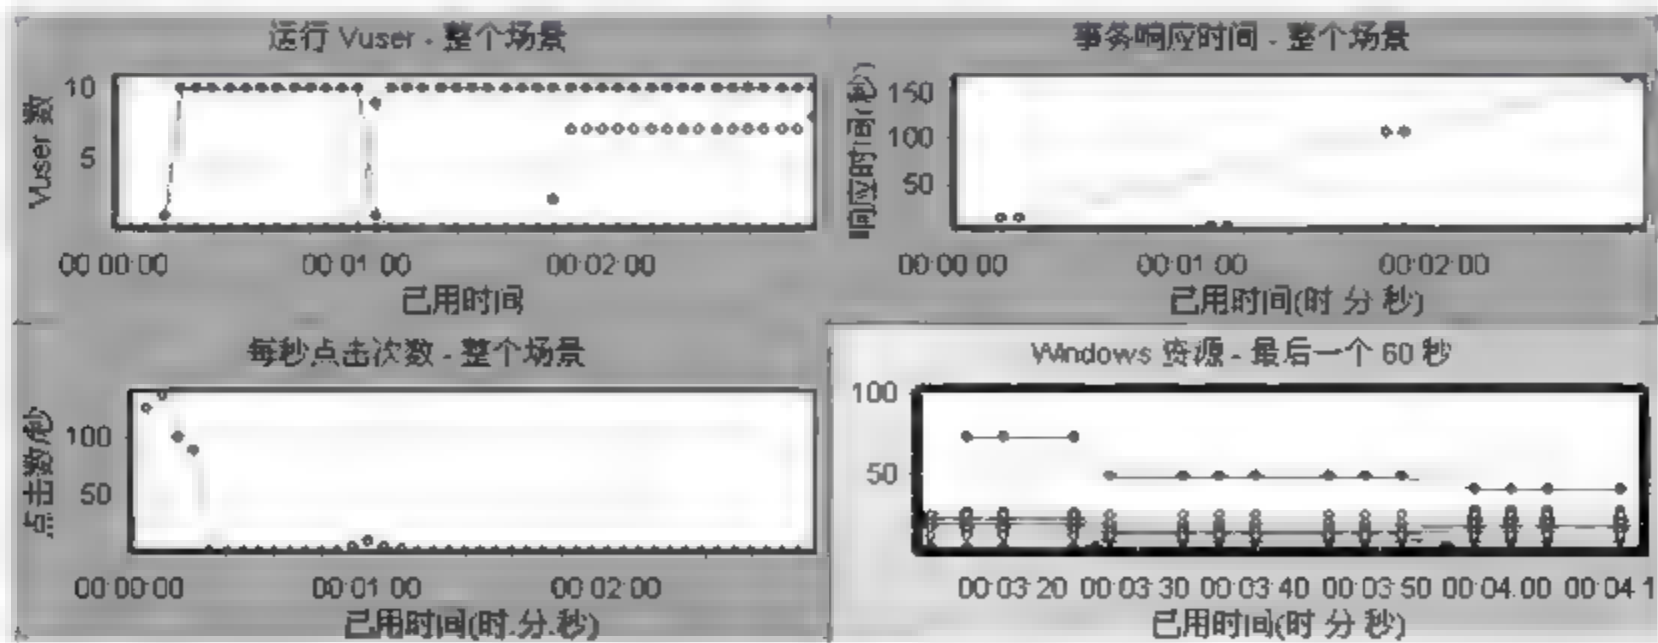 运行 Vuser - 整个场景
Vuser 数
10
5
00:00:00 00:01:00 00:02:00
已用时间
事务响应时间 - 整个场景
响应时间(秒)
150
100
50
00:00:00 00:01:00 00:02:00
已用时间(时:分:秒)
每秒点击次数 - 整个场景
点击数/秒
100
50
00:00:00 00:01:00 00:02:00
已用时间(时:分:秒)
Windows 资源 - 最后一个 60 秒
100
50
00:03:20 00:03:30 00:03:40 00:03:50 00:04:00 00:04:1
已用时间(时:分:秒)